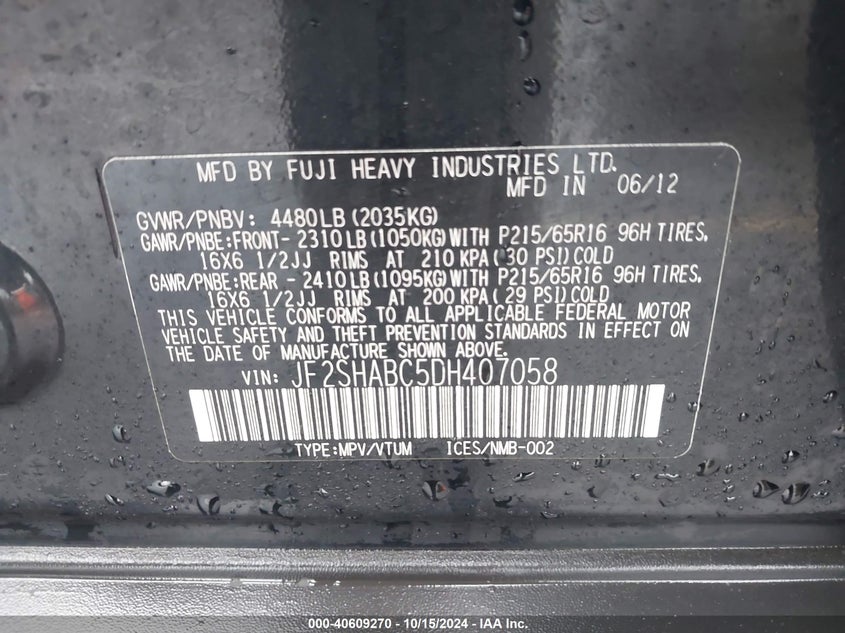 MFD BY FUJI HEAVY INDUSTRIES LTD.
MFD IN 06/12
GVWR/PNBV: 4480LB(2035KG)
GAWR/PNBE:FRONT- 2310LB(1050KG)WITH P215/65R16 96H TIRES,
16X6 1/2JJ RIMS AT 210 KPA(30 PSI)COLD
GAWR/PNBE:REAR - 2410LB(1095KG)WITH P215/65R16 96H TIRES,
16X6 1/2JJ RIMS AT 200 KPA(29 PSI)COLD
THIS VEHICLE CONFORMS TO ALL APPLICABLE FEDERAL MOTOR
VEHICLE SAFETY AND THEFT PREVENTION STANDARDS IN EFFECT ON
THE DATE OF MANUFACTURE SHOWN ABOVE.
VIN: JF2SHABC5DH407058
TYPE:MPV/VTUM ICES/NMB-002
000-40609270 - 10/15/2024 - IAA Inc.